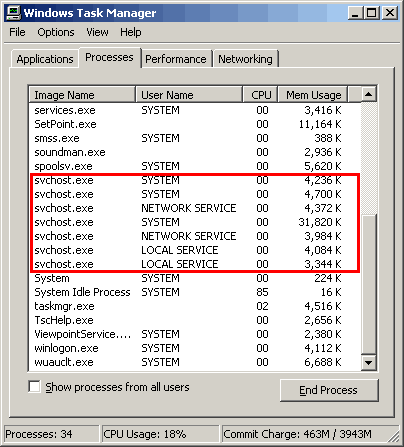 Windows Task Manager
File Options View Help
Applications Processes Performance Networking
Image Name User Name CPU Mem Usage
services.exe SYSTEM 00 3,416 K
SetPoint.exe 00 11,164 K
smss.exe SYSTEM 00 388 K
soundman.exe 00 2,936 K
spoolsv.exe SYSTEM 00 5,620 K
svchost.exe SYSTEM 00 4,236 K
svchost.exe SYSTEM 00 4,700 K
svchost.exe NETWORK SERVICE 00 4,372 K
svchost.exe SYSTEM 00 31,820 K
svchost.exe NETWORK SERVICE 00 3,984 K
svchost.exe LOCAL SERVICE 00 4,084 K
svchost.exe LOCAL SERVICE 00 3,344 K
System SYSTEM 00 224 K
System Idle Process SYSTEM 85 16 K
taskmgr.exe 02 4,516 K
TscHelp.exe 00 2,656 K
ViewpointService.... SYSTEM 00 2,380 K
winlogon.exe SYSTEM 00 4,112 K
wuauclt.exe SYSTEM 00 6,688 K
Show processes from all users End Process
Processes: 34 CPU Usage: 18% Commit Charge: 463M / 3943M